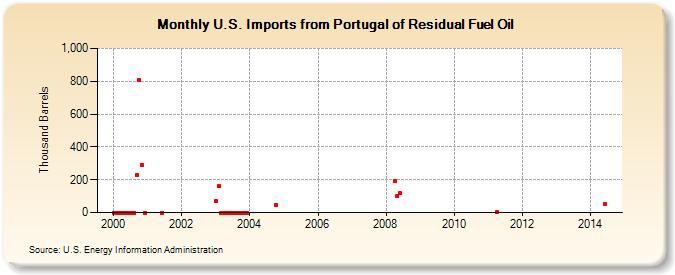 Monthly U.S. Imports from Portugal of Residual Fuel Oil
Thousand Barrels
1,000
800
600
400
200
0
2000 2002 2004 2006 2008 2010 2012 2014
Source: U.S. Energy Information Administration